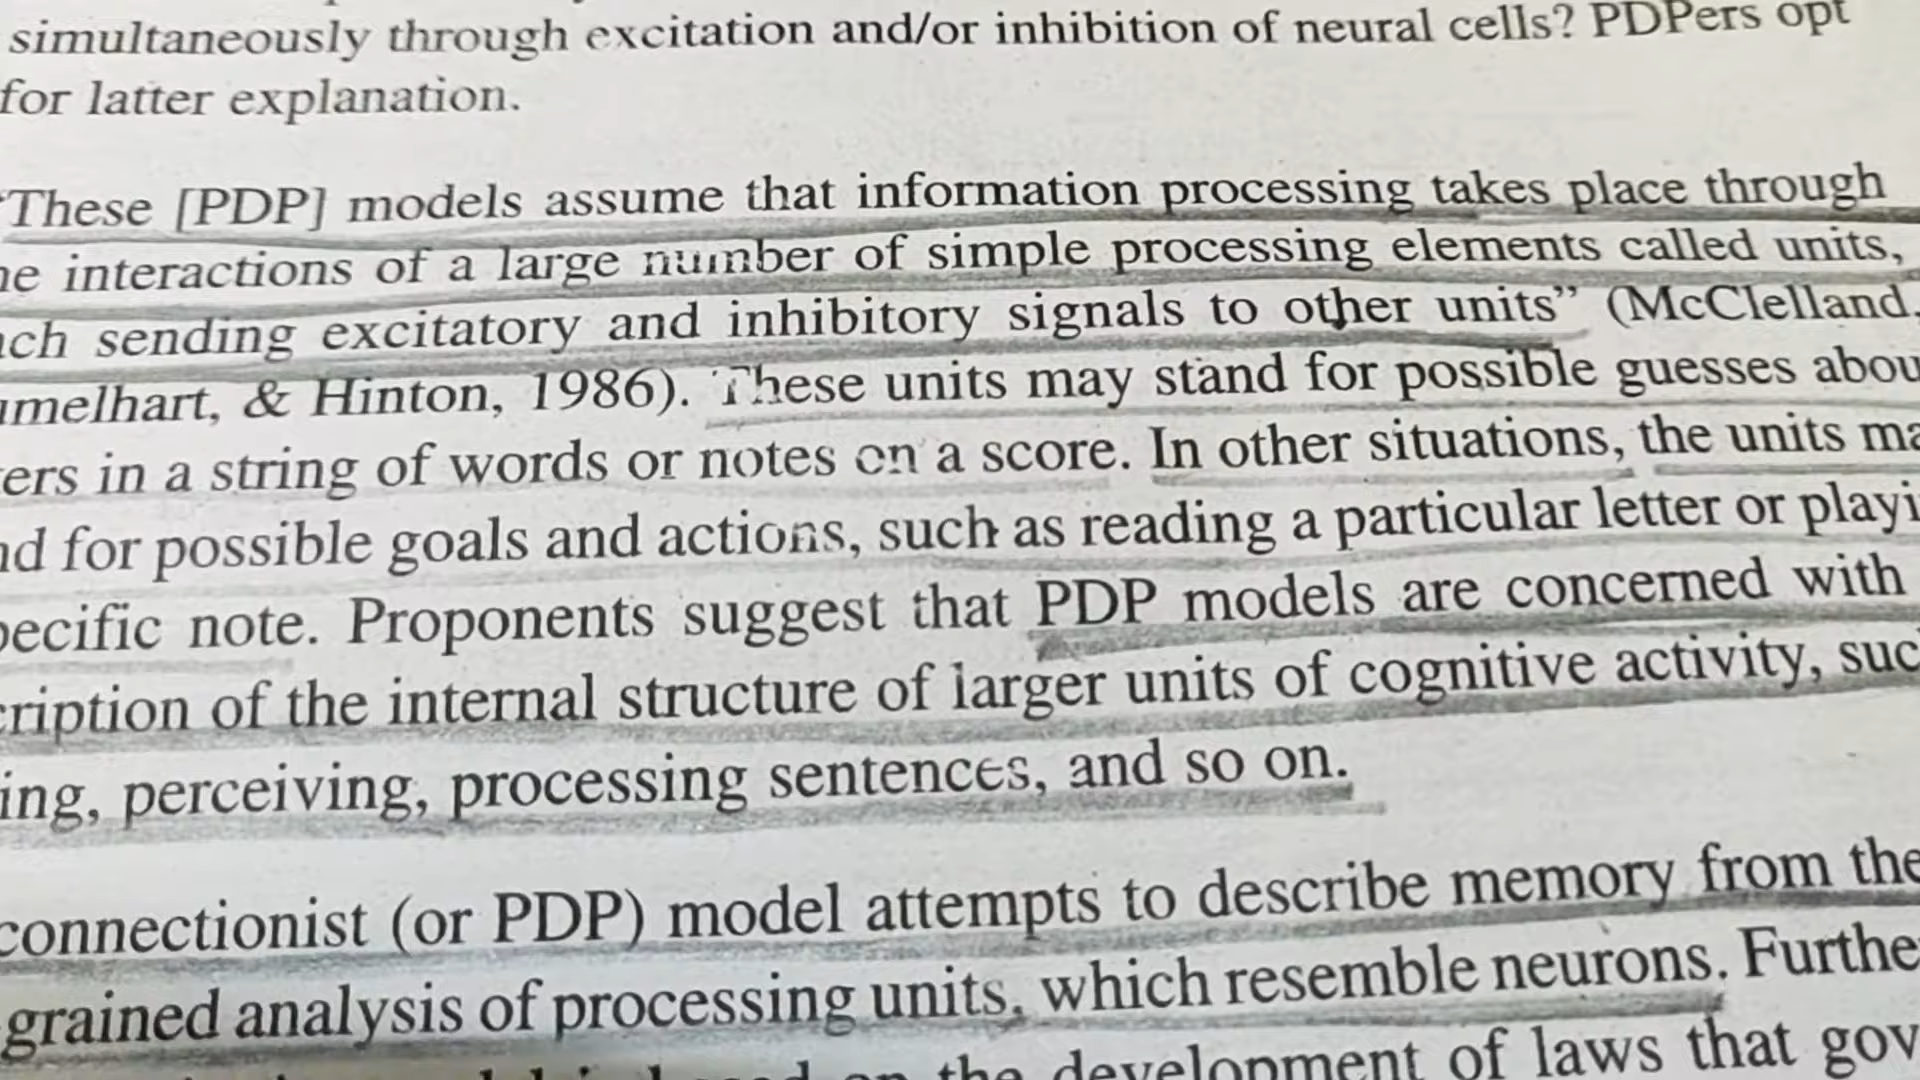 simultaneously through excitation and/or inhibition of neural cells? PDPers opt
for latter explanation.
These [PDP] models assume that information processing takes place through
he interactions of a large number of simple processing elements called units,
ach sending excitatory and inhibitory signals to other units” (McClelland,
umelhart, & Hinton, 1986). These units may stand for possible guesses abou
ers in a string of words or notes on a score. In other situations, the units ma
nd for possible goals and actions, such as reading a particular letter or playi
pecific note. Proponents suggest that PDP models are concerned with
cription of the internal structure of larger units of cognitive activity, suc
ing, perceiving, processing sentences, and so on.
connectionist (or PDP) model attempts to describe memory from the
grained analysis of processing units, which resemble neurons. Furthe
on the development of laws that gov